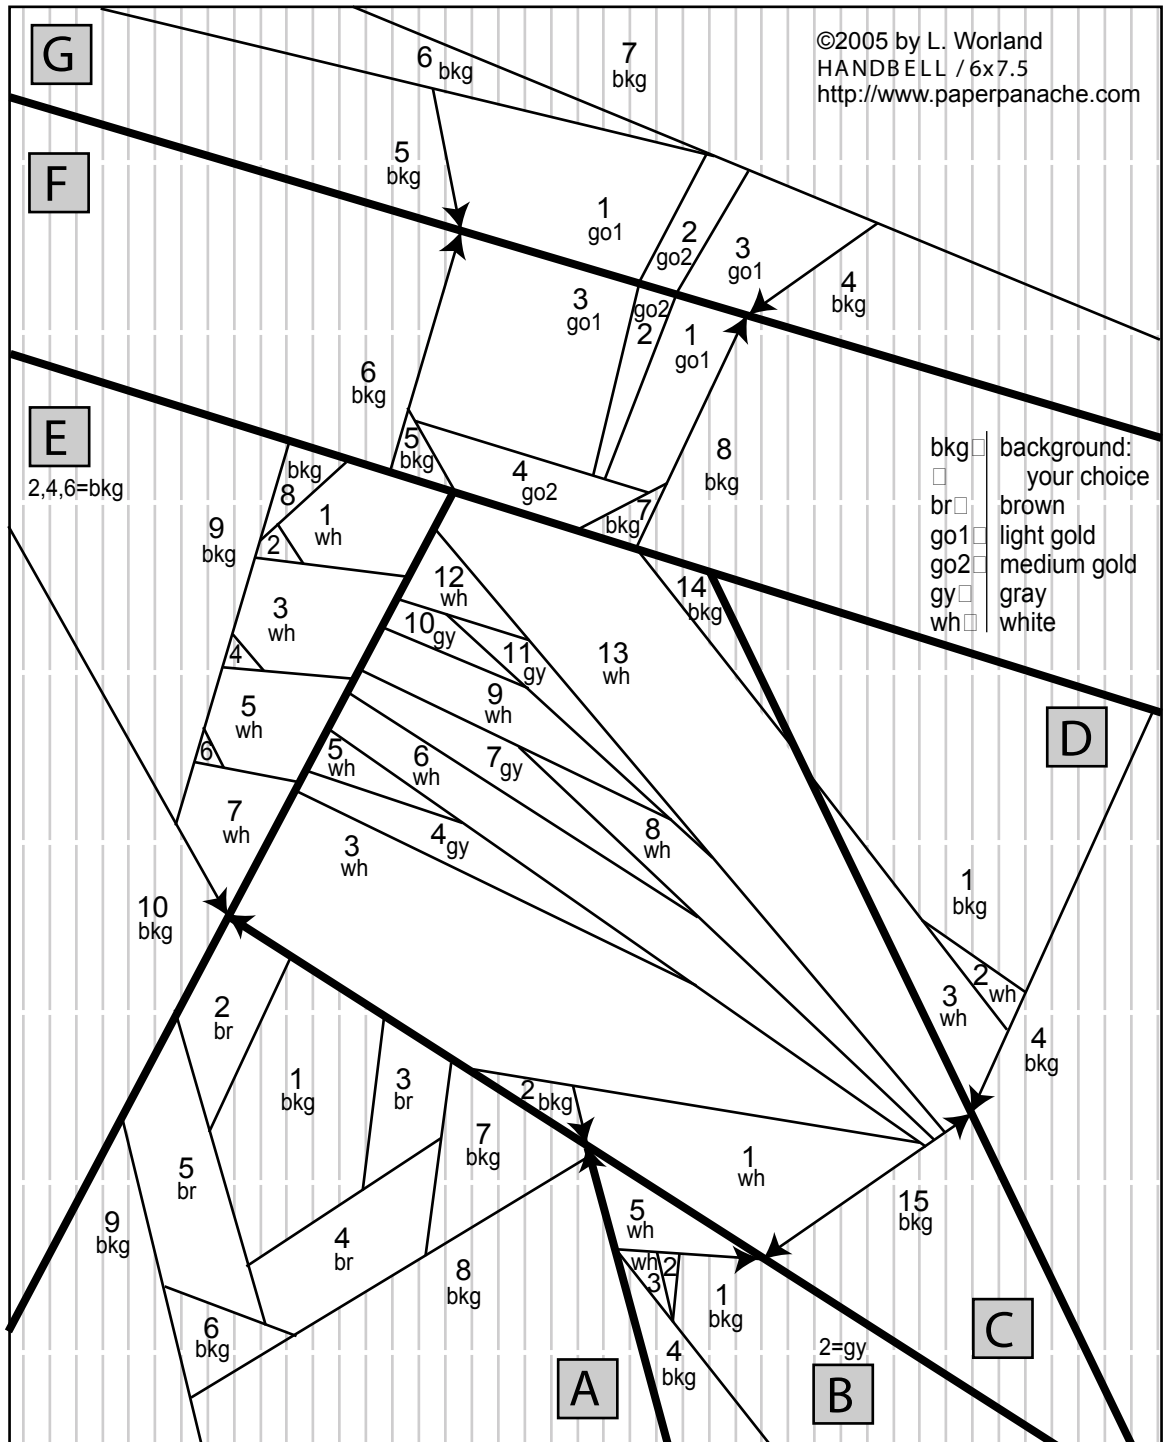 G
6 bkg
7
bkg
©2005 by L. Worland
HANDBELL / 6x7.5
http://www.paperpanache.com
F
5
bkg
1
go1
2
go2
3
go1
4
bkg
3
go1
go2
2
1
go1
6
bkg
5
bkg
4
go2
7
bkg
8
bkg
bkg background:
your choice
br brown
go1 light gold
go2 medium gold
gy gray
wh white
E
2,4,6=bkg
bkg
8
1
wh
2
9
bkg
3
wh
4
5
wh
6
7
wh
10
bkg
12
wh
10gy
11
gy
13
wh
14
bkg
9
wh
5
wh
6
wh
7gy
8
wh
4gy
3
wh
D
1
bkg
2
wh
3
wh
4
bkg
2
br
1
bkg
3
br
2 bkg
7
bkg
1
wh
15
bkg
5
br
4
br
9
bkg
6
bkg
8
bkg
5
wh
wh
3
2
1
bkg
4
bkg
2=gy
A
B
C